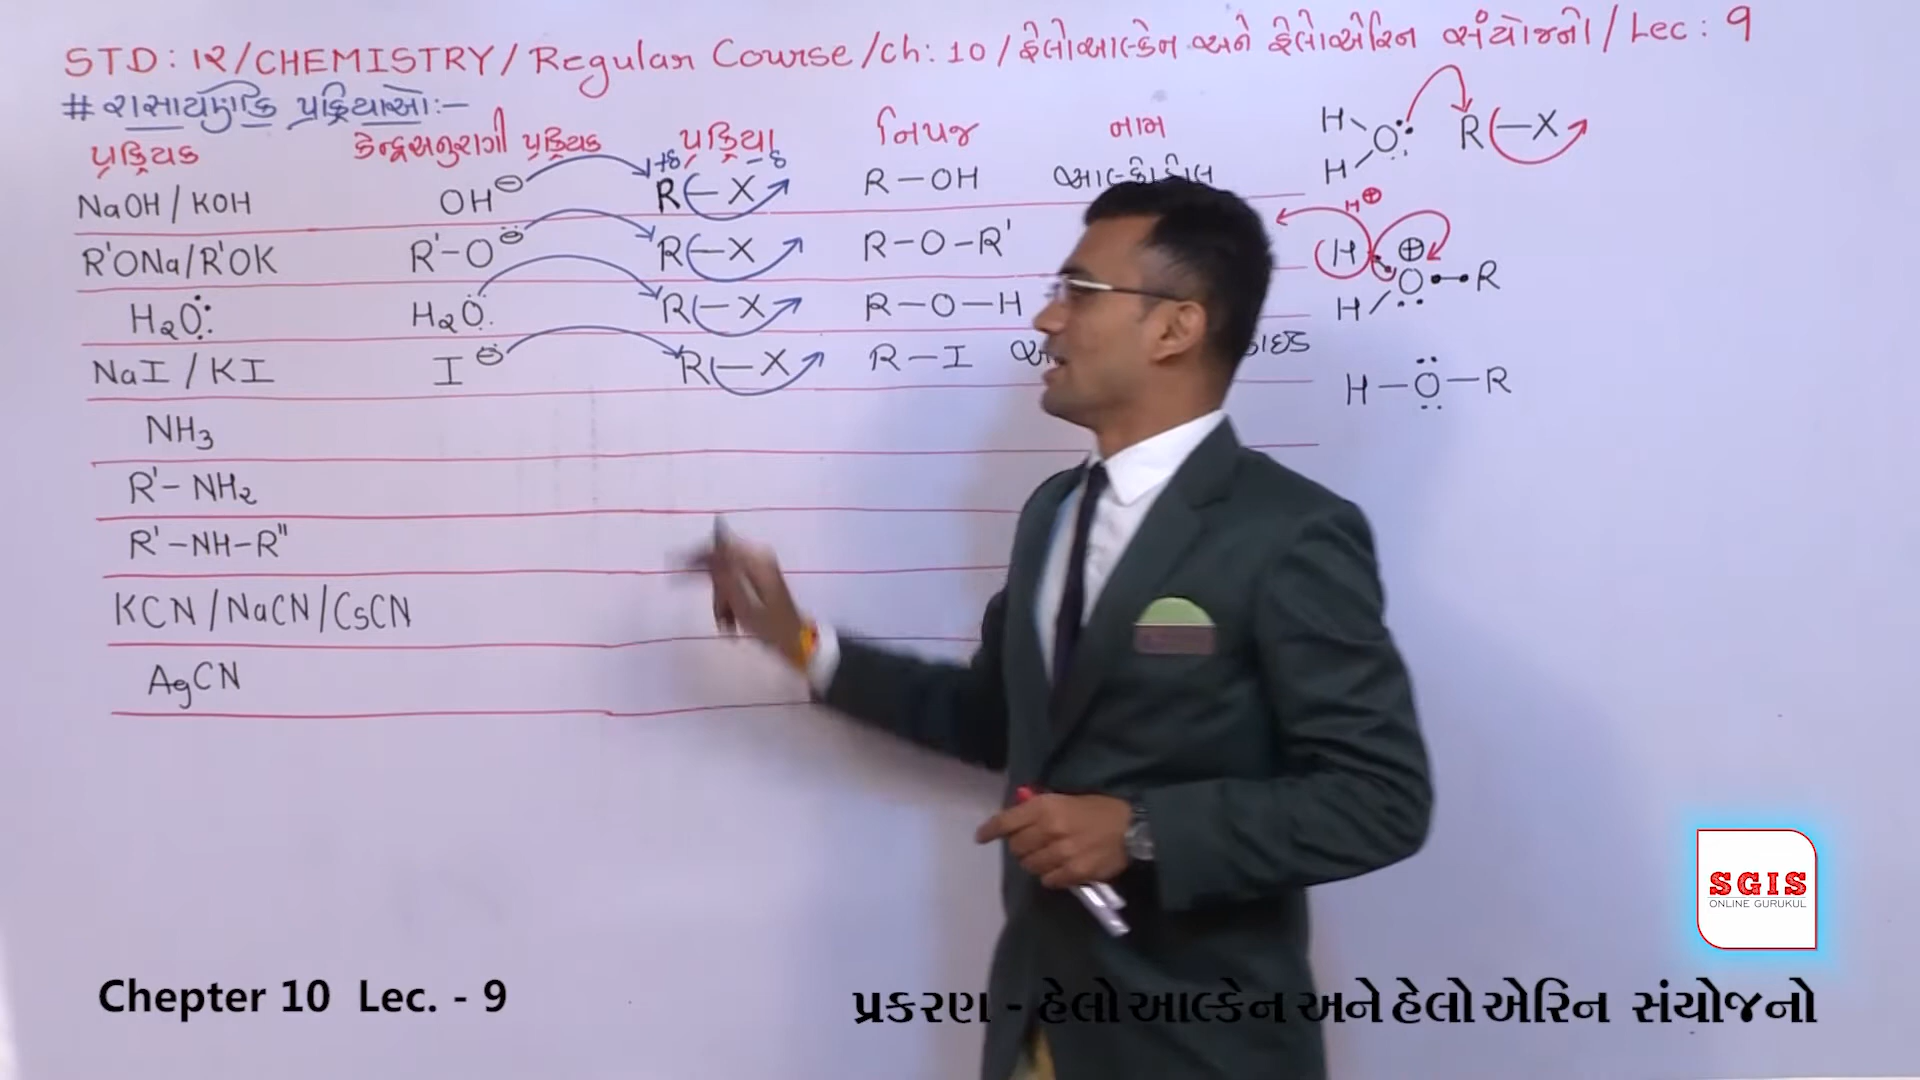 STD: ૧૨/CHEMISTRY/Regular Course/ch: 10/હેલોઆલ્કેન અને હેલોએરિન સંયોજનો/Lec: 9
# રાસાયણિક પ્રક્રિયાઓ:-
પ્રક્રિયક કેન્દ્રઅનુરાગી પ્રક્રિયક પ્રક્રિયા નિપજ નામ
NaOH / KOH OH⊖ +δ R—X -δ R—OH આલ્કોહોલ
R'ONa/R'OK R'-O⊖ R—X R-O-R'
H₂O H₂O R—X R—O—H
NaI / KI I⊖ R—X R—I
NH₃
R'- NH₂
R'-NH-R"
KCN/NaCN/CsCN
AgCN
H O R—X
H
H⊕
H ⊕
H O R
H—O—R
SGIS
ONLINE GURUKUL
Chepter 10 Lec. - 9
પ્રકરણ - હેલોઆલ્કેન અને હેલોએરિન સંયોજનો